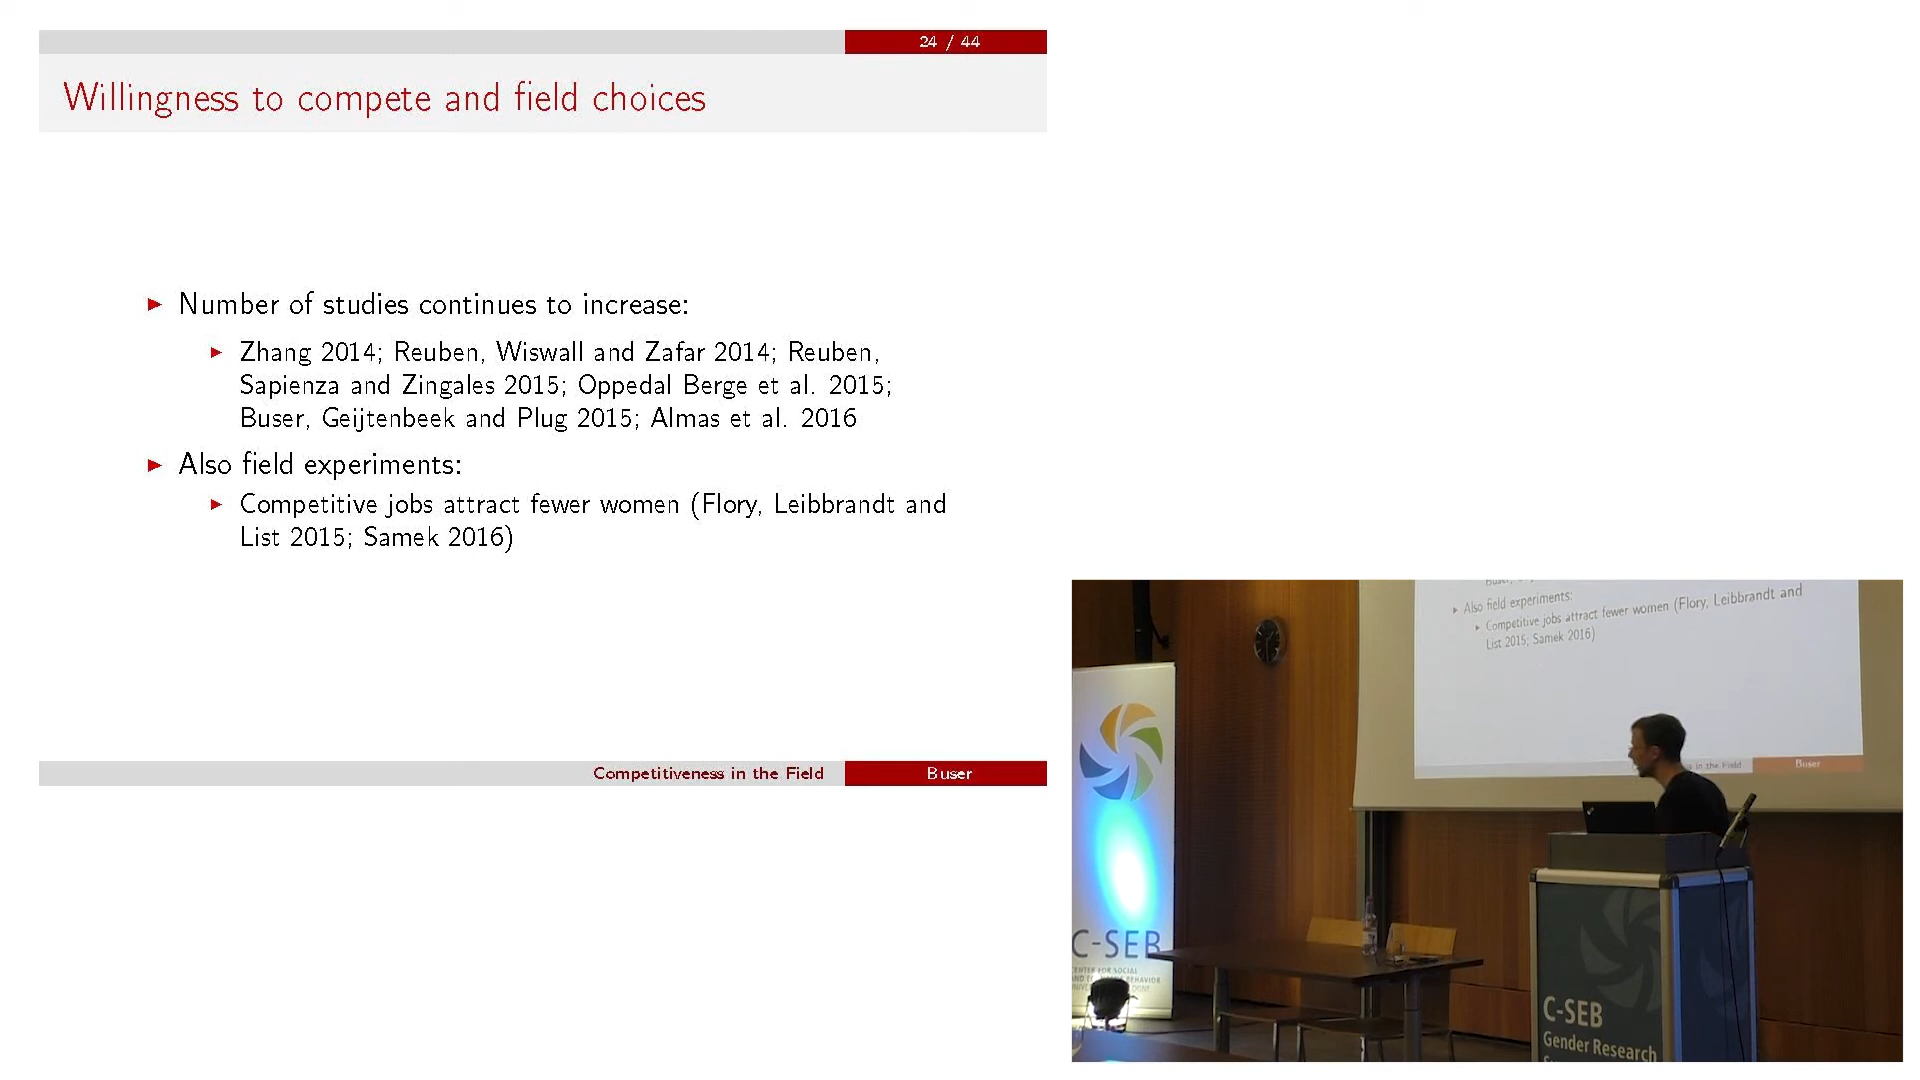 24 / 44
Willingness to compete and field choices
Number of studies continues to increase:
Zhang 2014; Reuben, Wiswall and Zafar 2014; Reuben,
Sapienza and Zingales 2015; Oppedal Berge et al. 2015;
Buser, Geijtenbeek and Plug 2015; Almas et al. 2016
Also field experiments:
Competitive jobs attract fewer women (Flory, Leibbrandt and
List 2015; Samek 2016)
Competitiveness in the Field
Buser
Also field experiments:
Competitive jobs attract fewer women (Flory, Leibbrandt and
List 2015; Samek 2016)
in the Field
Buser
C-SEB
CENTER FOR SOCIAL
BEHAVIOR
C-SEB
Gender Research